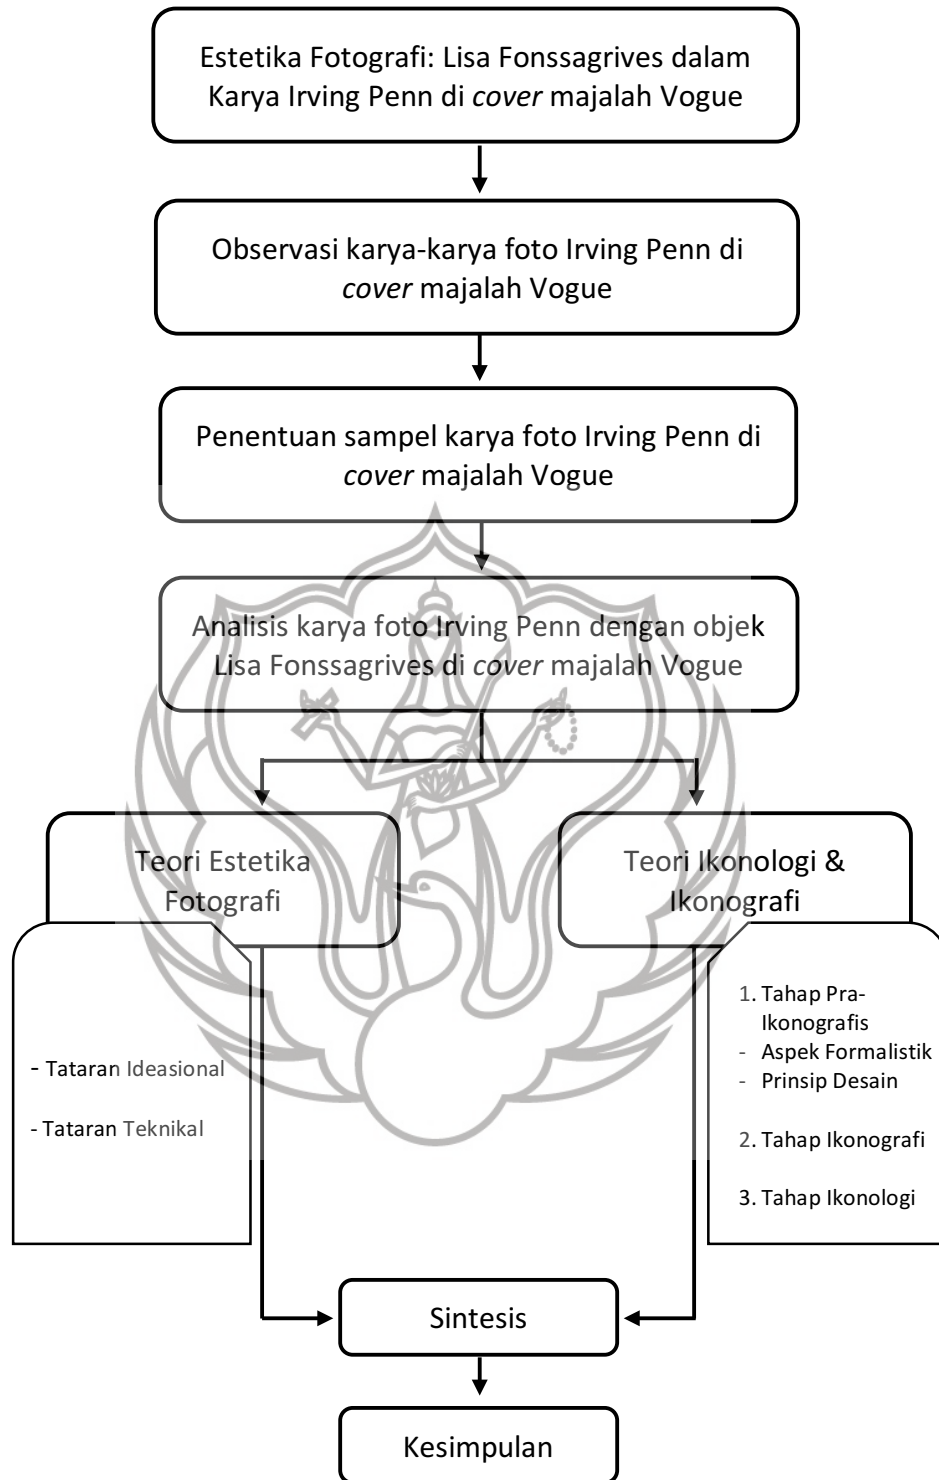 Estetika Fotografi: Lisa Fonssagrives dalam
Karya Irving Penn di cover majalah Vogue
Observasi karya-karya foto Irving Penn di
cover majalah Vogue
Penentuan sampel karya foto Irving Penn di
cover majalah Vogue
Analisis karya foto Irving Penn dengan objek
Lisa Fonssagrives di cover majalah Vogue
Teori Estetika
Fotografi
- Tataran Ideasional
- Tataran Teknikal
Teori Ikonologi &
Ikonografi
1. Tahap Pra-
Ikonografis
- Aspek Formalistik
- Prinsip Desain
2. Tahap Ikonografi
3. Tahap Ikonologi
Sintesis
Kesimpulan